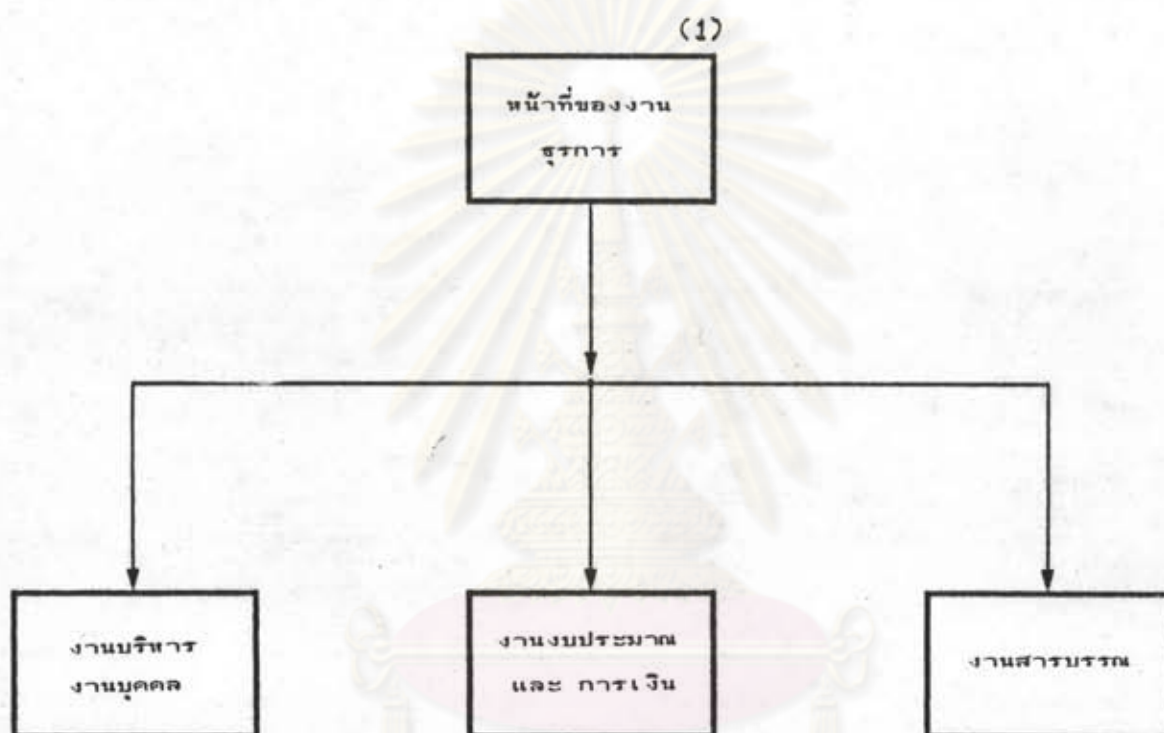 (1)
หน้าที่ของงาน
ธุรการ
งานบริหาร
งานบุคคล
งานงบประมาณ
และ การเงิน
งานสารบรรณ